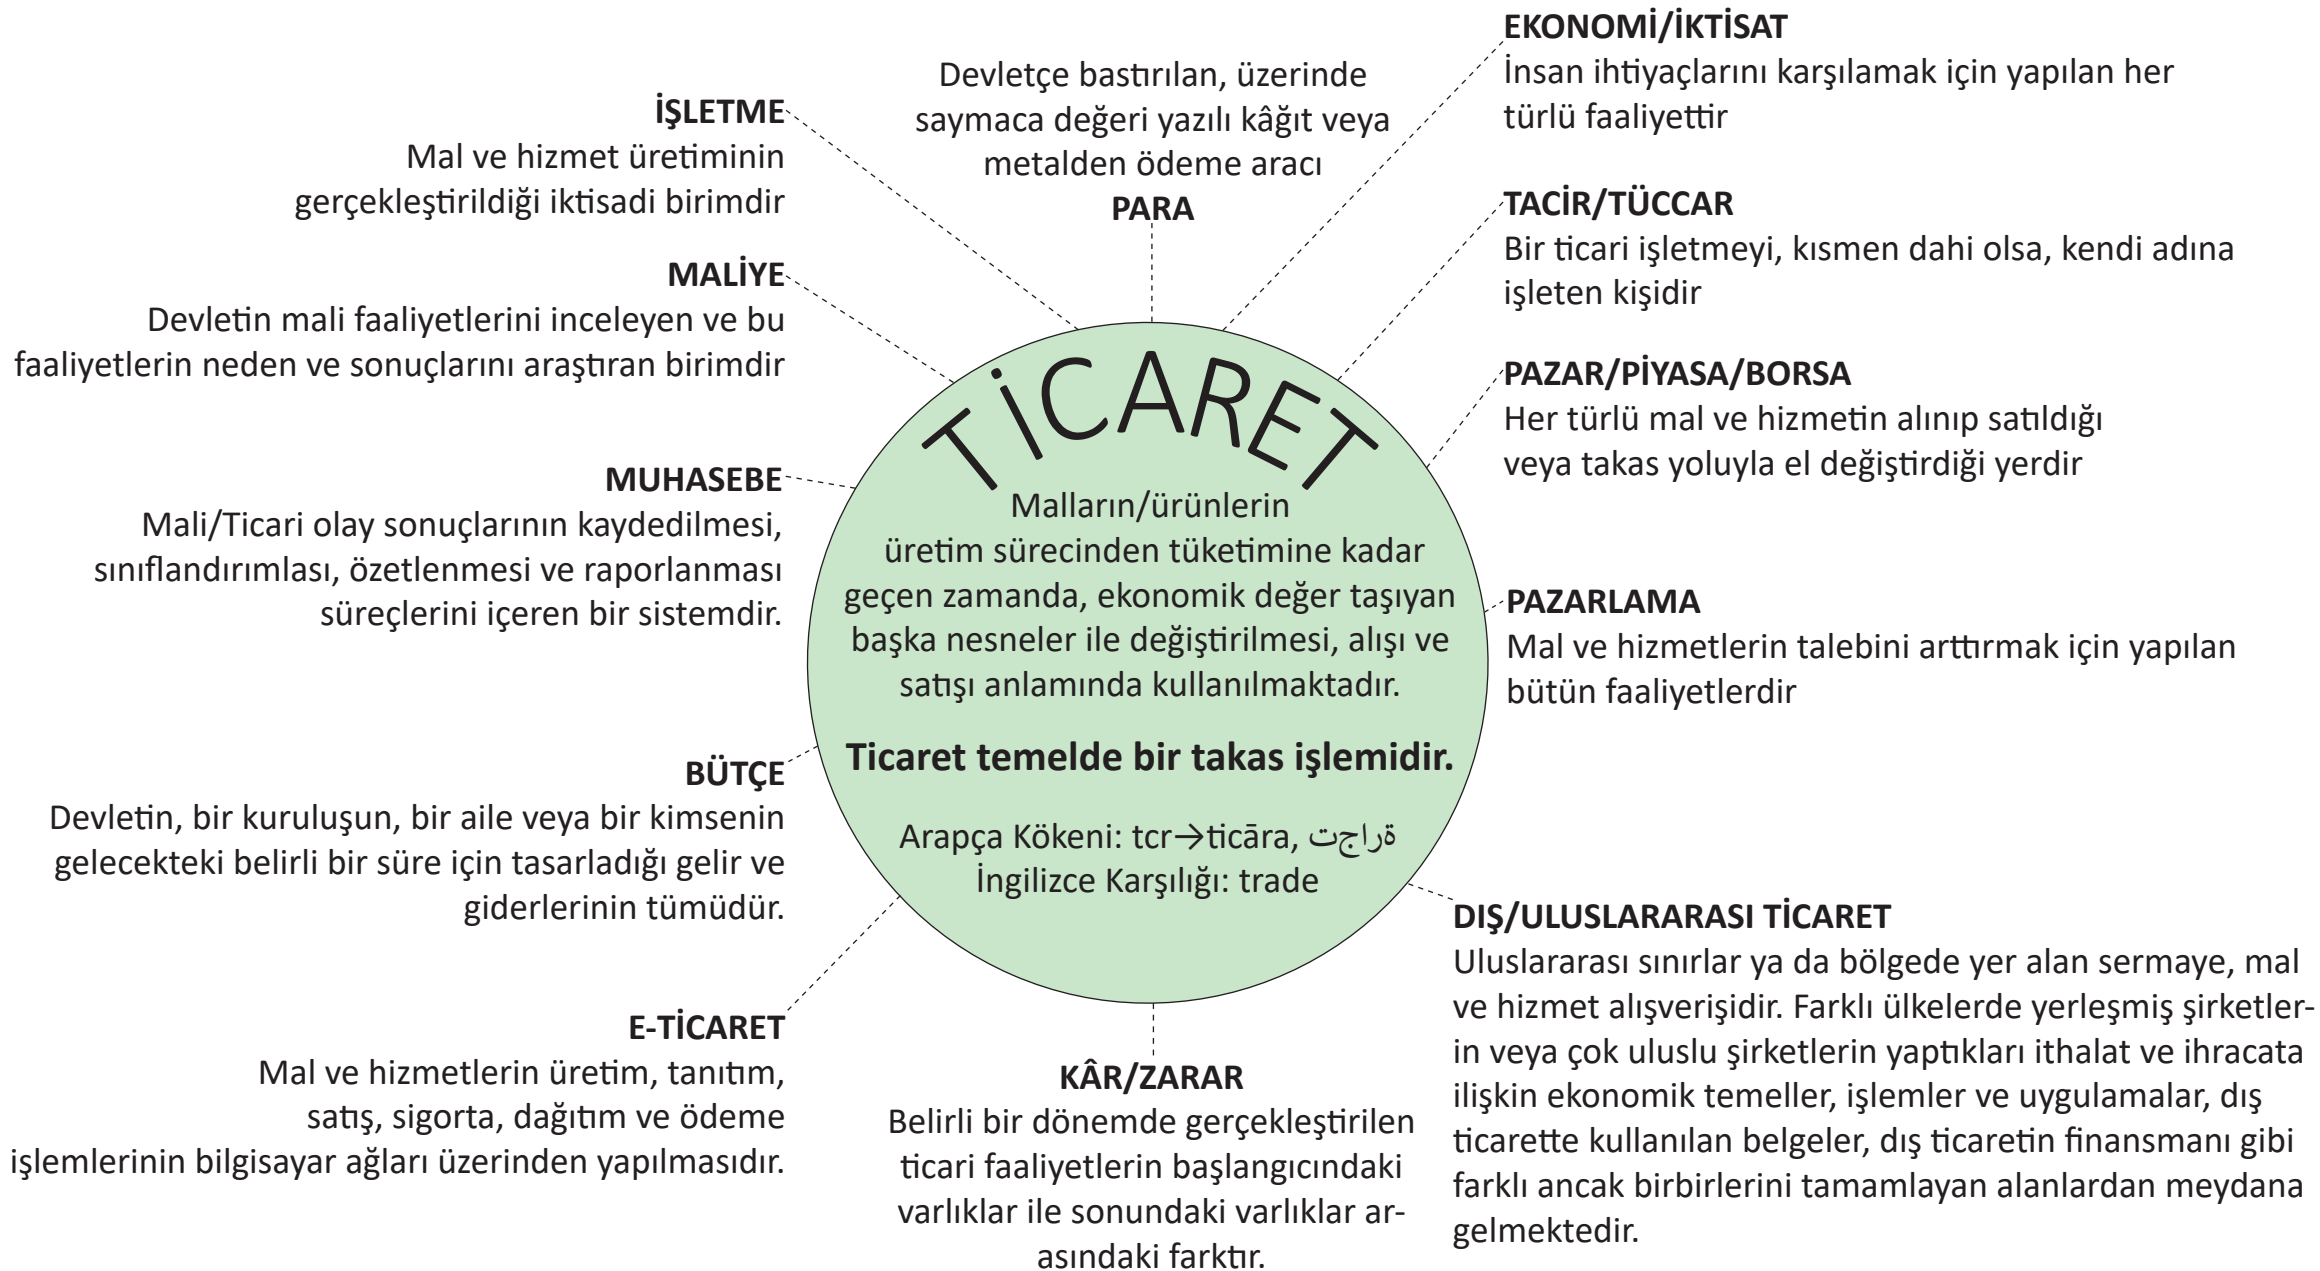 İŞLETME
Mal ve hizmet üretiminin
gerçekleştirildiği iktisadi birimdir
MALİYE
Devletin mali faaliyetlerini inceleyen ve bu
faaliyetlerin neden ve sonuçlarını araştıran birimdir
MUHASEBE
Mali/Ticari olay sonuçlarının kaydedilmesi,
sınıflandırımlası, özetlenmesi ve raporlanması
süreçlerini içeren bir sistemdir.
BÜTÇE
Devletin, bir kuruluşun, bir aile veya bir kimsenin
gelecekteki belirli bir süre için tasarladığı gelir ve
giderlerinin tümüdür.
E-TİCARET
Mal ve hizmetlerin üretim, tanıtım,
satış, sigorta, dağıtım ve ödeme
işlemlerinin bilgisayar ağları üzerinden yapılmasıdır.
Devletçe bastırılan, üzerinde
saymaca değeri yazılı kâğıt veya
metalden ödeme aracı
PARA
TİCARET
Malların/ürünlerin
üretim sürecinden tüketimine kadar
geçen zamanda, ekonomik değer taşıyan
başka nesneler ile değiştirilmesi, alışı ve
satışı anlamında kullanılmaktadır.
Ticaret temelde bir takas işlemidir.
Arapça Kökeni: tcr→ticāra, ةراجت
İngilizce Karşılığı: trade
KÂR/ZARAR
Belirli bir dönemde gerçekleştirilen
ticari faaliyetlerin başlangıcındaki
varlıklar ile sonundaki varlıklar ar-
asındaki farktır.
EKONOMİ/İKTİSAT
İnsan ihtiyaçlarını karşılamak için yapılan her
türlü faaliyettir
TACİR/TÜCCAR
Bir ticari işletmeyi, kısmen dahi olsa, kendi adına
işleten kişidir
PAZAR/PİYASA/BORSA
Her türlü mal ve hizmetin alınıp satıldığı
veya takas yoluyla el değiştirdiği yerdir
PAZARLAMA
Mal ve hizmetlerin talebini arttırmak için yapılan
bütün faaliyetlerdir
DIŞ/ULUSLARARASI TİCARET
Uluslararası sınırlar ya da bölgede yer alan sermaye, mal
ve hizmet alışverişidir. Farklı ülkelerde yerleşmiş şirketler-
in veya çok uluslu şirketlerin yaptıkları ithalat ve ihracata
ilişkin ekonomik temeller, işlemler ve uygulamalar, dış
ticarette kullanılan belgeler, dış ticaretin finansmanı gibi
farklı ancak birbirlerini tamamlayan alanlardan meydana
gelmektedir.